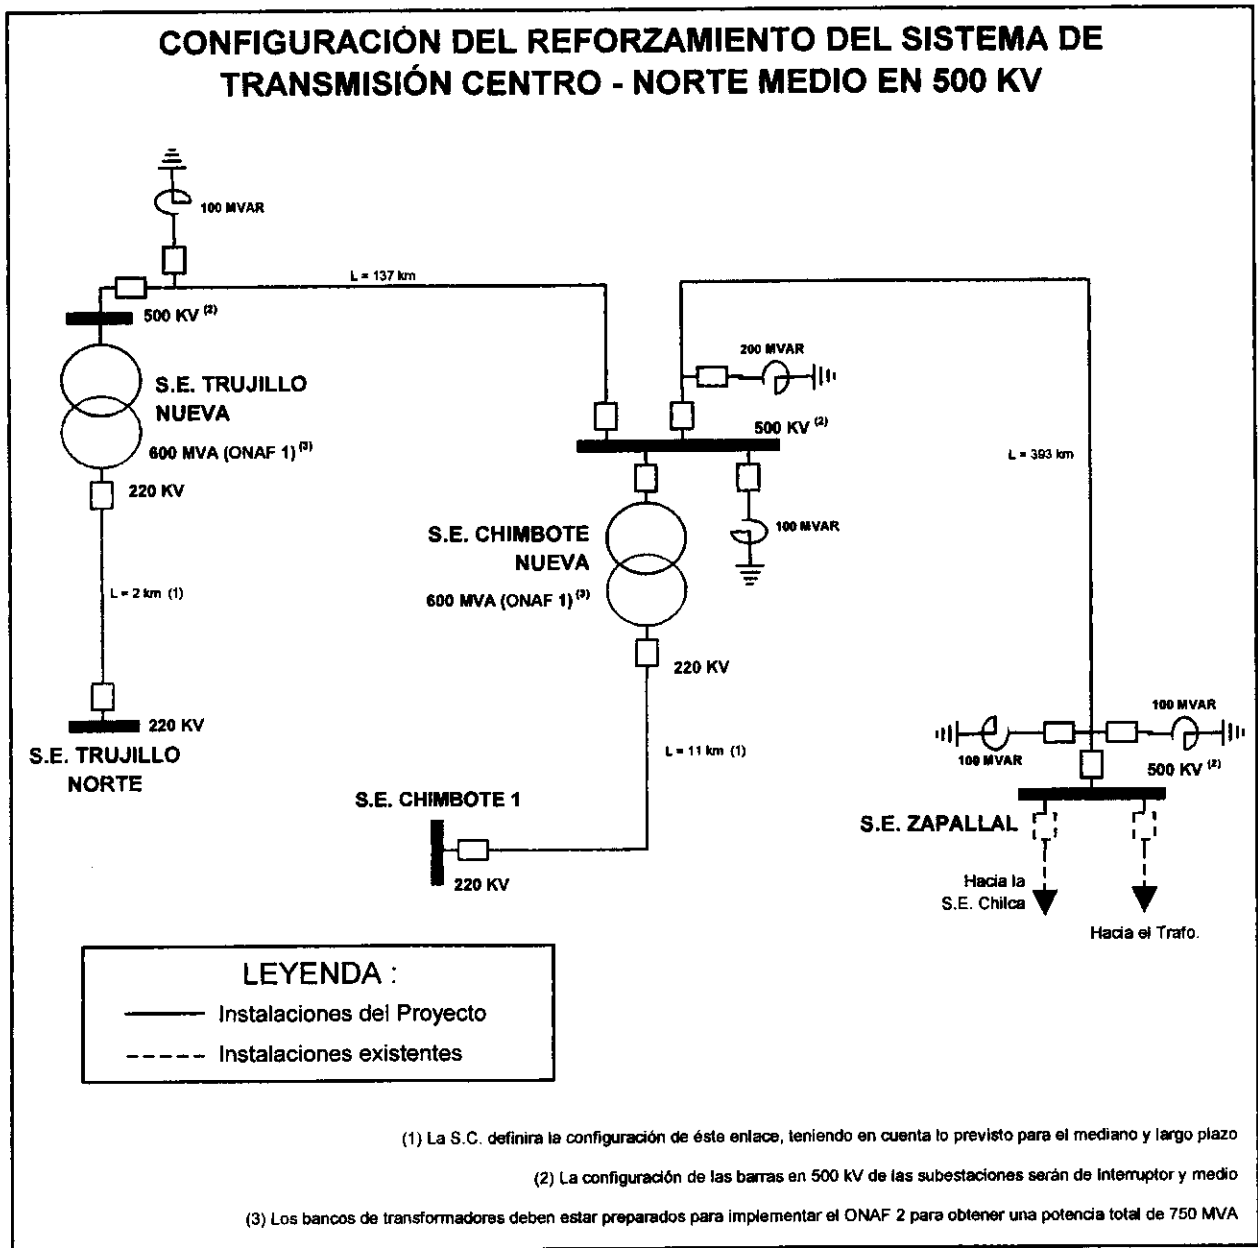 CONFIGURACIÓN DEL REFORZAMIENTO DEL SISTEMA DE
TRANSMISIÓN CENTRO - NORTE MEDIO EN 500 KV
100 MVAR
L = 137 km
500 KV (2)
S.E. TRUJILLO
NUEVA
600 MVA (ONAF 1) (3)
220 KV
L = 2 km (1)
220 KV
S.E. TRUJILLO
NORTE
200 MVAR
500 KV (2)
L = 393 km
S.E. CHIMBOTE
NUEVA
100 MVAR
600 MVA (ONAF 1) (3)
220 KV
L = 11 km (1)
S.E. CHIMBOTE 1
220 KV
100 MVAR
100 MVAR
500 KV (2)
S.E. ZAPALLAL
Hacia la
S.E. Chilca
Hacia el Trafo.
LEYENDA :
Instalaciones del Proyecto
Instalaciones existentes
(1) La S.C. definira la configuración de éste enlace, teniendo en cuenta lo previsto para el mediano y largo plazo
(2) La configuración de las barras en 500 kV de las subestaciones serán de Interruptor y medio
(3) Los bancos de transformadores deben estar preparados para implementar el ONAF 2 para obtener una potencia total de 750 MVA